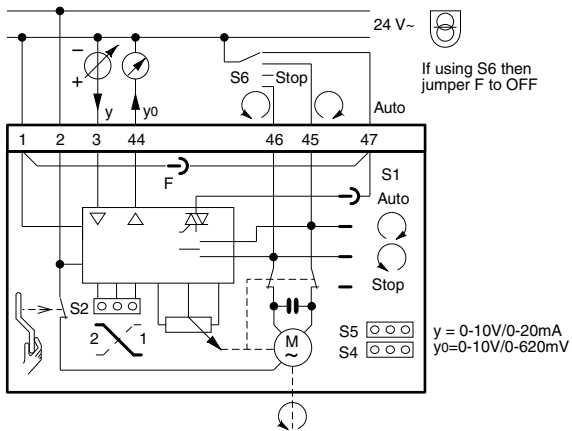 24 V~
If using S6 then
jumper F to OFF
− +
S6 Stop
y y0 Auto
1 2 3 44 46 45 47
F S1
Auto
Stop
S2
2 1
M
~
S5 y = 0-10V/0-20mA
S4 y0=0-10V/0-620mV